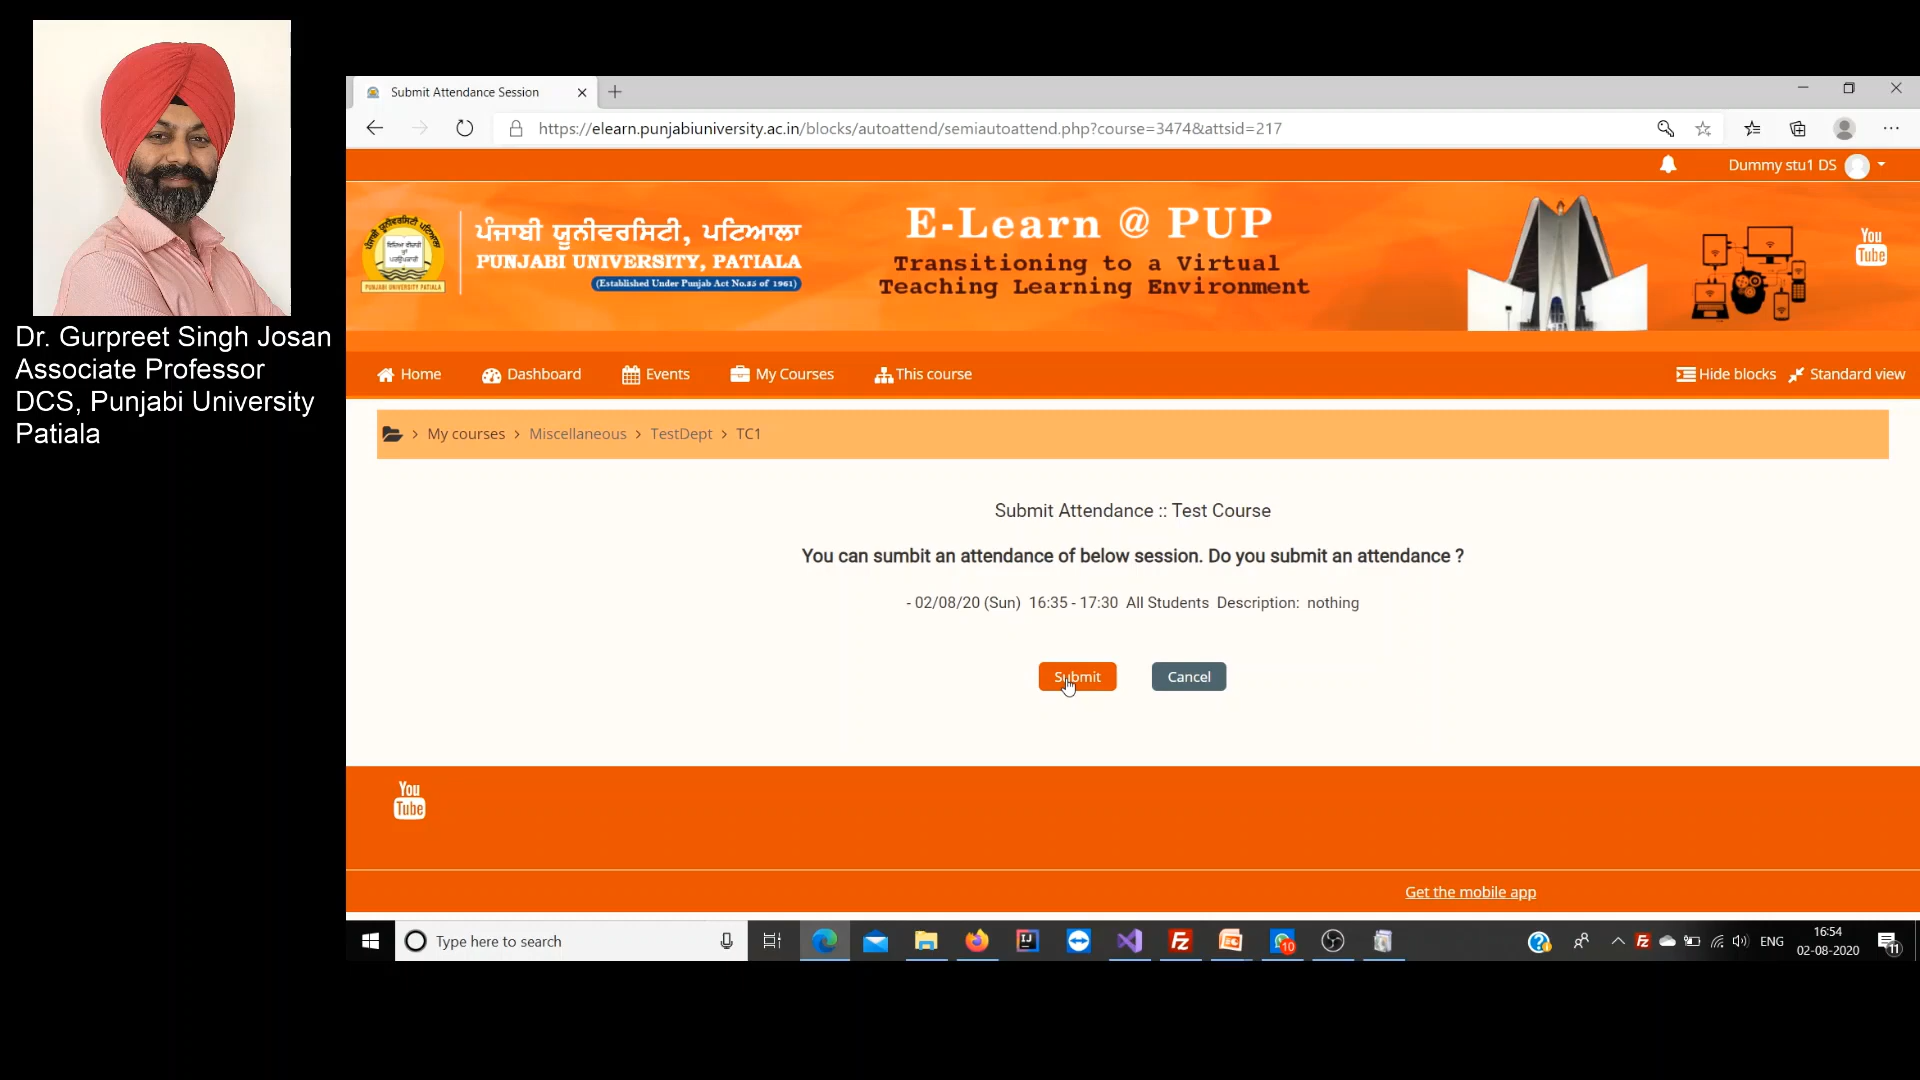 Dr. Gurpreet Singh Josan
Associate Professor
DCS, Punjabi University
Patiala
Submit Attendance Session
https://elearn.punjabiuniversity.ac.in/blocks/autoattend/semiautoattend.php?course=3474&attsid=217
Dummy stu1 DS
ਪੰਜਾਬੀ ਯੂਨੀਵਰਸਿਟੀ, ਪਟਿਆਲਾ
PUNJABI UNIVERSITY, PATIALA
(Established Under Punjab Act No.35 of 1961)
PUNJABI UNIVERSITY PATIALA
E-Learn @ PUP
Transitioning to a Virtual
Teaching Learning Environment
You
Tube
Home Dashboard Events My Courses This course Hide blocks Standard view
> My courses > Miscellaneous > TestDept > TC1
Submit Attendance :: Test Course
You can sumbit an attendance of below session. Do you submit an attendance ?
- 02/08/20 (Sun) 16:35 - 17:30 All Students Description: nothing
Submit Cancel
You
Tube
Get the mobile app
Type here to search
10
ENG
16:54
02-08-2020
11